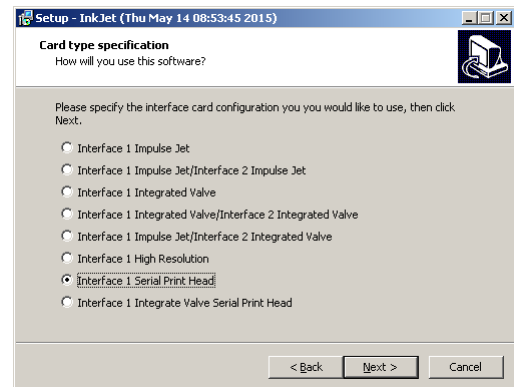 Setup - InkJet (Thu May 14 08:53:45 2015)
Card type specification
How will you use this software?
Please specify the interface card configuration you you would like to use, then click
Next.
Interface 1 Impulse Jet
Interface 1 Impulse Jet/Interface 2 Impulse Jet
Interface 1 Integrated Valve
Interface 1 Integrated Valve/Interface 2 Integrated Valve
Interface 1 Impulse Jet/Interface 2 Integrated Valve
Interface 1 High Resolution
Interface 1 Serial Print Head
Interface 1 Integrate Valve Serial Print Head
< Back Next > Cancel